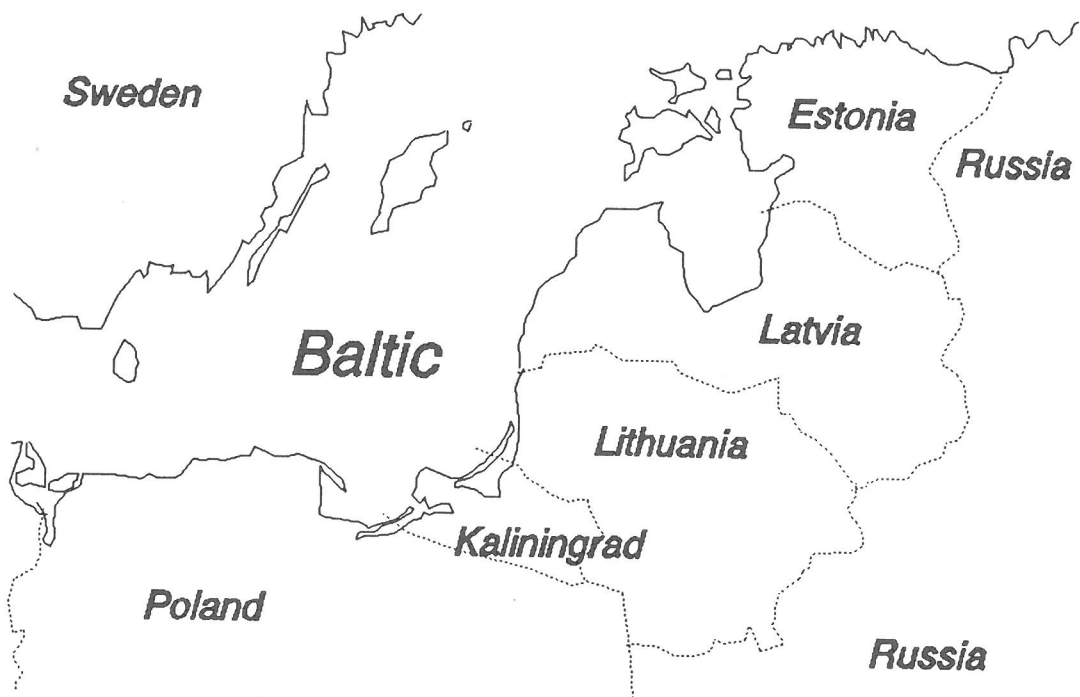 Sweden
Estonia
Russia
Latvia
Baltic
Lithuania
Kaliningrad
Poland
Russia